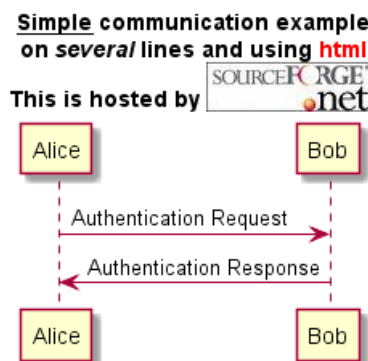 Simple communication example
on several lines and using html
This is hosted by SOURCEFORGE
.net
Alice Bob
Authentication Request
Authentication Response
Alice Bob